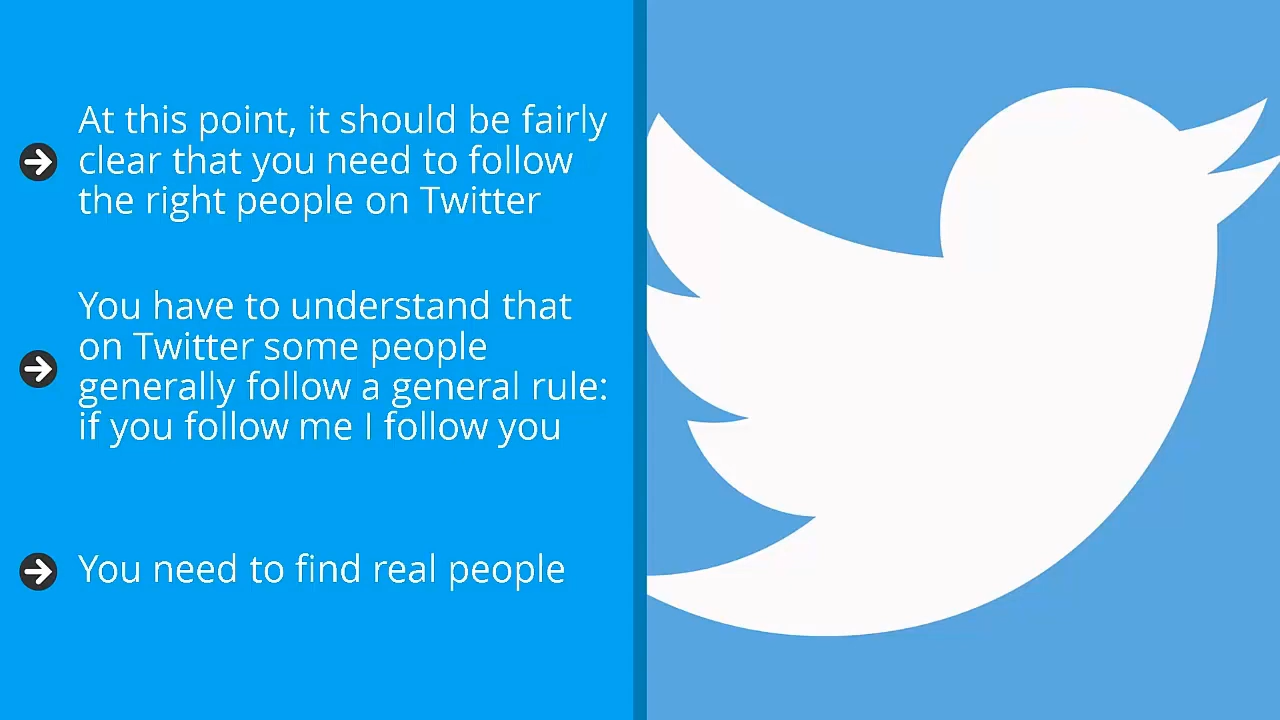 At this point, it should be fairly
clear that you need to follow
the right people on Twitter
You have to understand that
on Twitter some people
generally follow a general rule:
if you follow me I follow you
You need to find real people